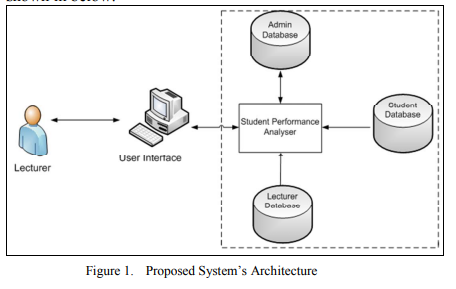 shown in below.
Admin
Database
Student Performance
Analyser
Student
Database
Lecturer
User Interface
Lecturer
Database
Figure 1. Proposed System's Architecture